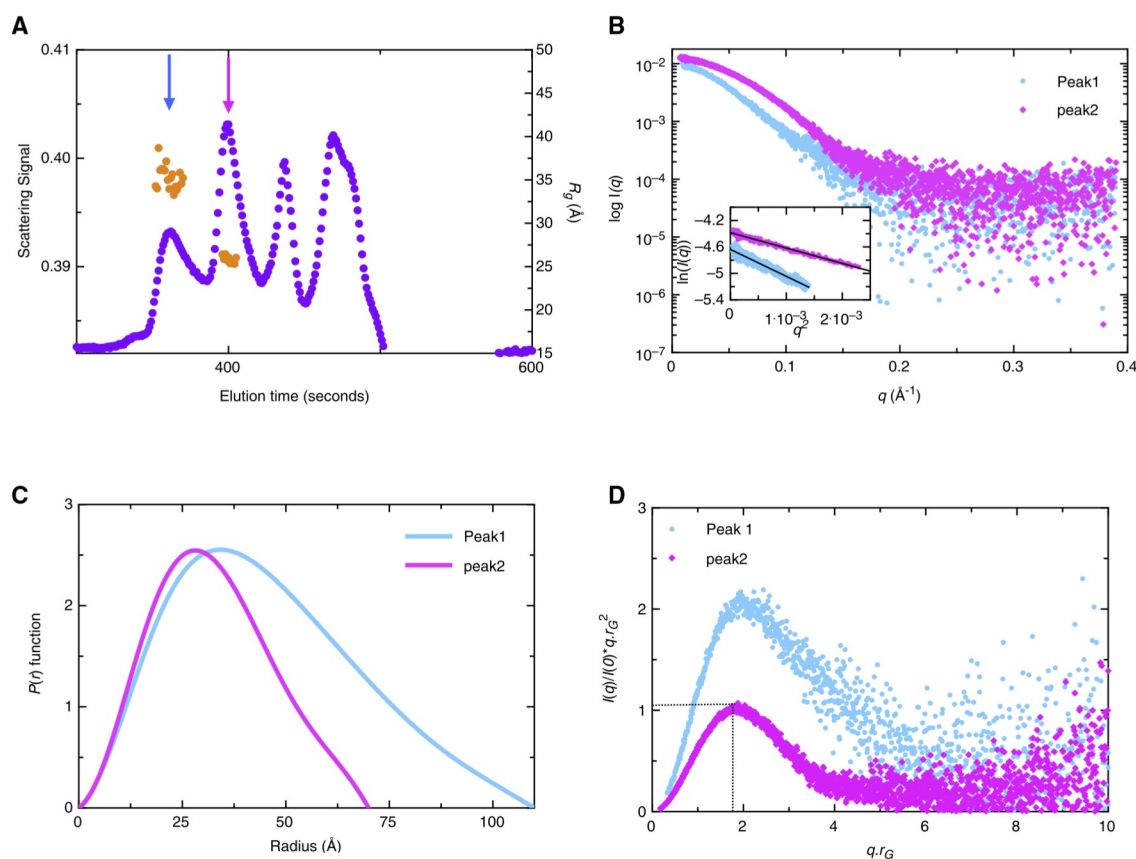 A
Scattering Signal
0.41
0.40
0.39
50
45
40
35
30
25
20
15
Rg (Å)
400
600
Elution time (seconds)
B
log I(q)
10−2
10−3
10−4
10−5
10−6
10−7
Peak1
peak2
ln(I(q))
−4.2
−4.6
−5
−5.4
0
1·10−3
2·10−3
q2
0
0.1
0.2
0.3
0.4
q (Å-1)
C
P(r) function
3
2
1
0
Peak1
peak2
0
25
50
75
100
Radius (Å)
D
I(q)/I(0)*q.rG2
3
2
1
0
Peak 1
peak2
0
2
4
6
8
10
q.rG